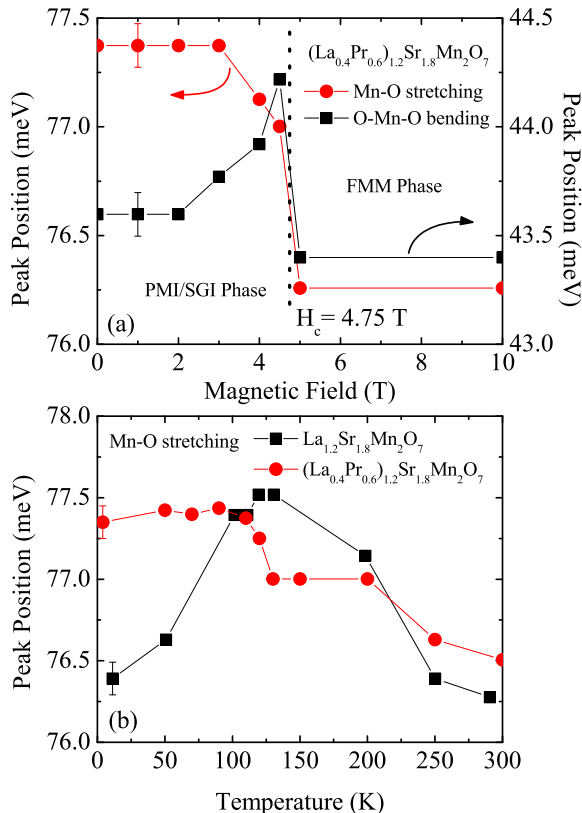 77.5
77.0
76.5
76.0
Peak Position (meV)
(a)
(La0.4Pr0.6)1.2Sr1.8Mn2O7
Mn-O stretching
O-Mn-O bending
FMM Phase
PMI/SGI Phase
Hc= 4.75 T
44.5
44.0
43.5
43.0
Peak Position (meV)
0 2 4 6 8 10
Magnetic Field (T)
78.0
77.5
77.0
76.5
76.0
Peak Position (meV)
Mn-O stretching
La1.2Sr1.8Mn2O7
(La0.4Pr0.6)1.2Sr1.8Mn2O7
(b)
0 50 100 150 200 250 300
Temperature (K)